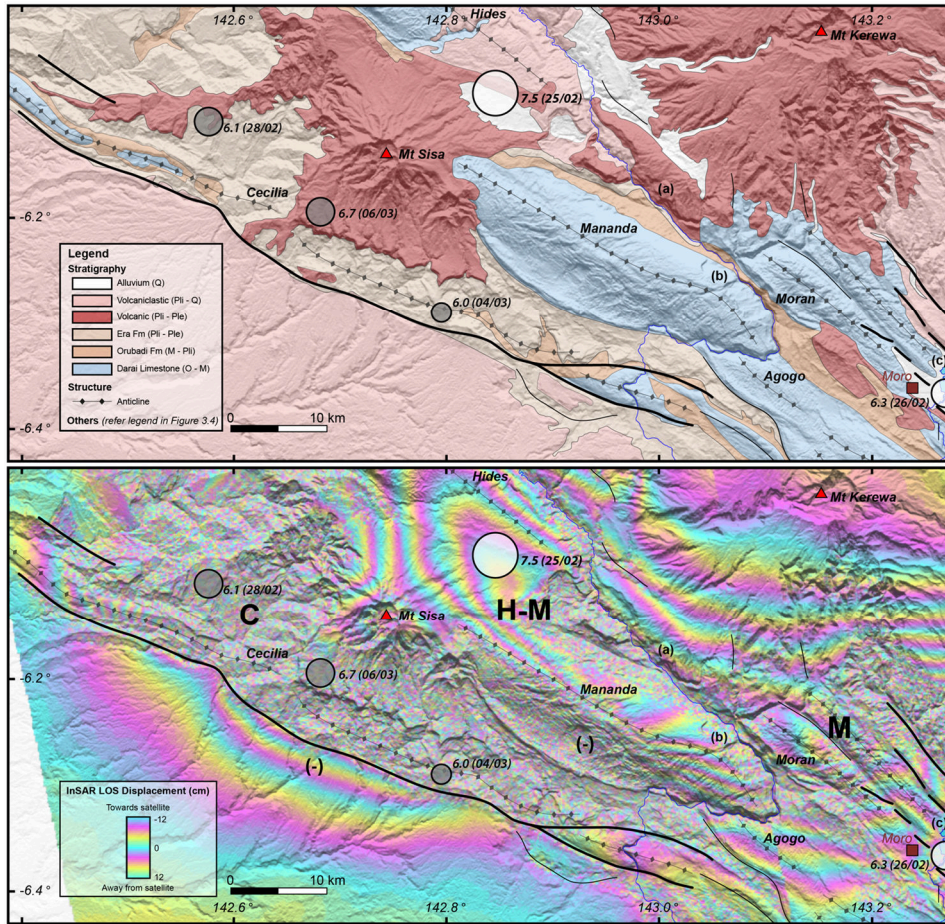 142.6°
142.8°
143.0°
143.2°
Hides
Mt Kerewa
7.5 (25/02)
6.1 (28/02)
Mt Sisa
Cecilia
(a)
-6.2°
6.7 (06/03)
Mananda
(b)
Legend
Stratigraphy
Alluvium (Q)
Volcaniclastic (Pli - Q)
Volcanic (Pli - Ple)
Era Fm (Pli - Ple)
Orubadi Fm (M - Pli)
Darai Limestone (O - M)
Structure
Anticline
Others (refer legend in Figure 3.4)
6.0 (04/03)
Moran
(c)
Agogo
Moro
6.3 (26/02)
0 10 km
-6.4°
Hides
Mt Kerewa
7.5 (25/02)
6.1 (28/02)
C
H-M
Mt Sisa
Cecilia
(a)
-6.2°
6.7 (06/03)
Mananda
(b)
M
(-)
(-)
Moran
6.0 (04/03)
InSAR LOS Displacement (cm)
Towards satellite
-12
0
12
Away from satellite
(c)
Agogo
Moro
6.3 (26/02)
0 10 km
-6.4°
142.6°
142.8°
143.0°
143.2°